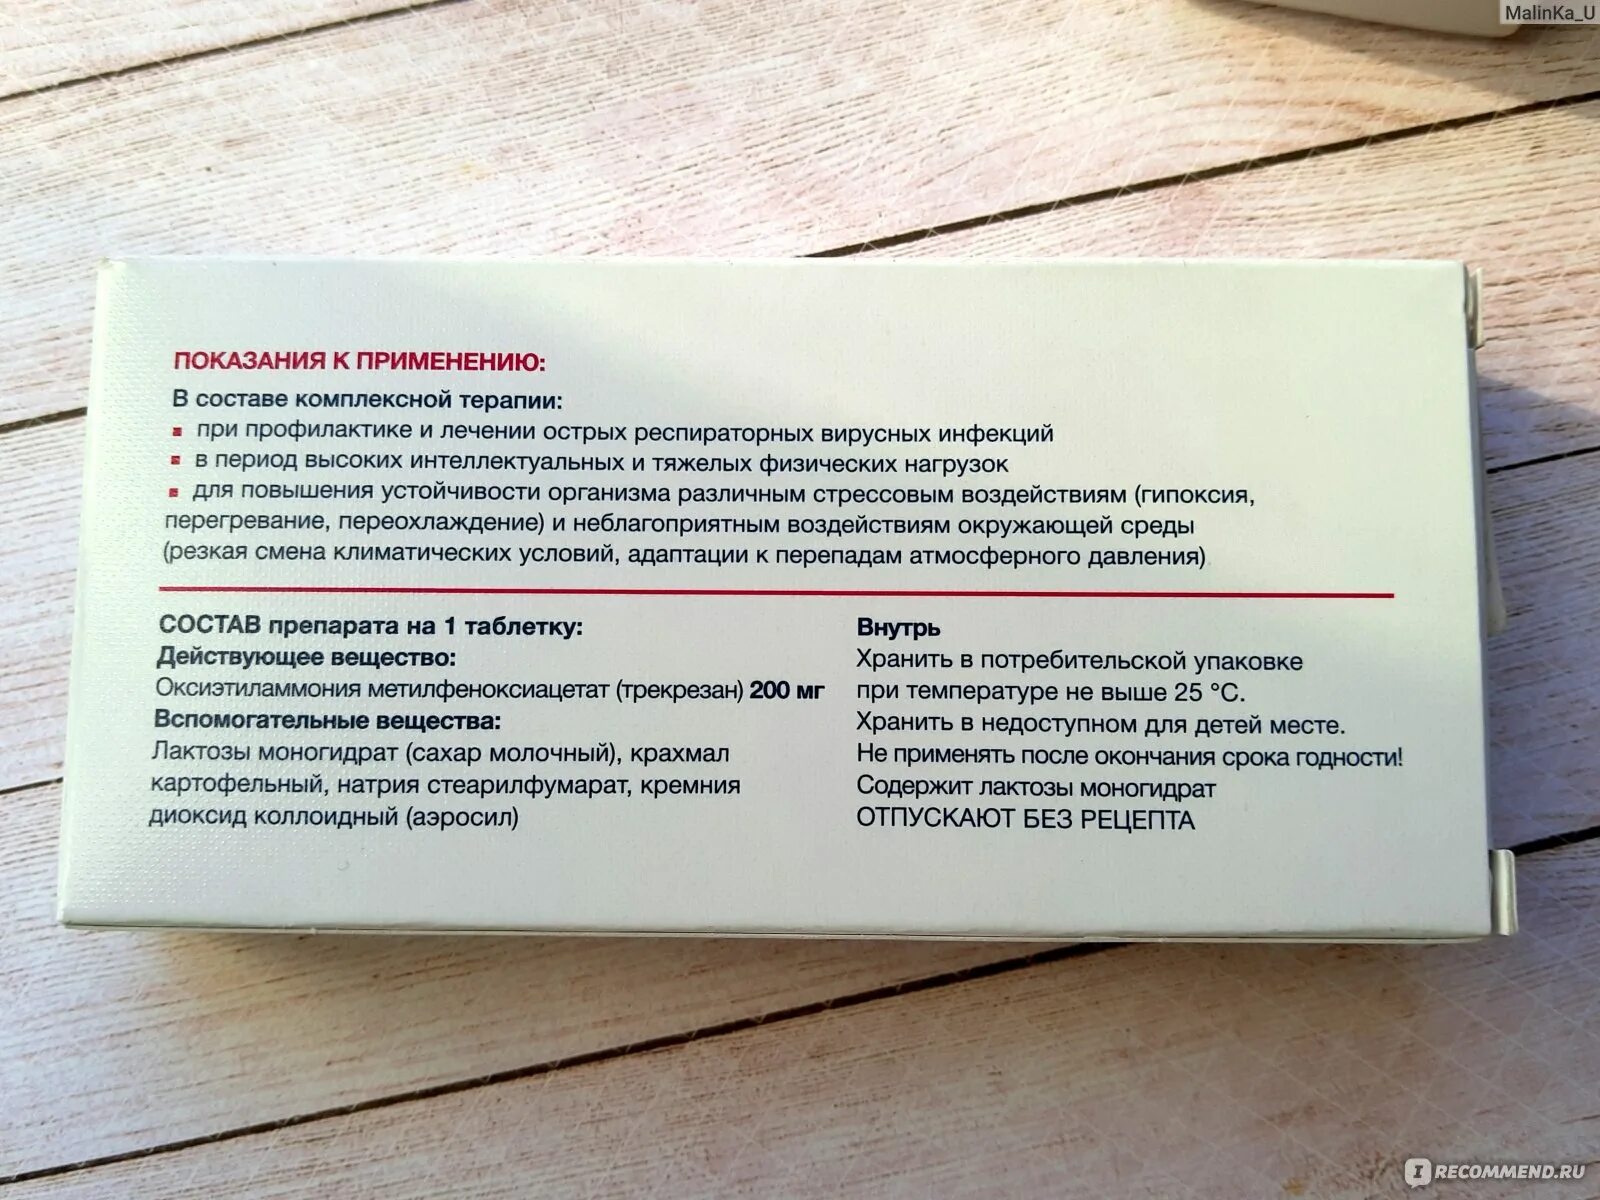 MalinKa_U
ПОКАЗАНИЯ К ПРИМЕНЕНИЮ:
В составе комплексной терапии:
при профилактике и лечении острых респираторных вирусных инфекций
в период высоких интеллектуальных и тяжелых физических нагрузок
для повышения устойчивости организма различным стрессовым воздействиям (гипоксия,
перегревание, переохлаждение) и неблагоприятным воздействиям окружающей среды
(резкая смена климатических условий, адаптации к перепадам атмосферного давления)
СОСТАВ препарата на 1 таблетку:
Действующее вещество:
Оксиэтиламмония метилфеноксиацетат (трекрезан) 200 мг
Вспомогательные вещества:
Лактозы моногидрат (сахар молочный), крахмал
картофельный, натрия стеарилфумарат, кремния
диоксид коллоидный (аэросил)
Внутрь
Хранить в потребительской упаковке
при температуре не выше 25 °C.
Хранить в недоступном для детей месте.
Не применять после окончания срока годности!
Содержит лактозы моногидрат
ОТПУСКАЮТ БЕЗ РЕЦЕПТА
IRECOMMEND.RU